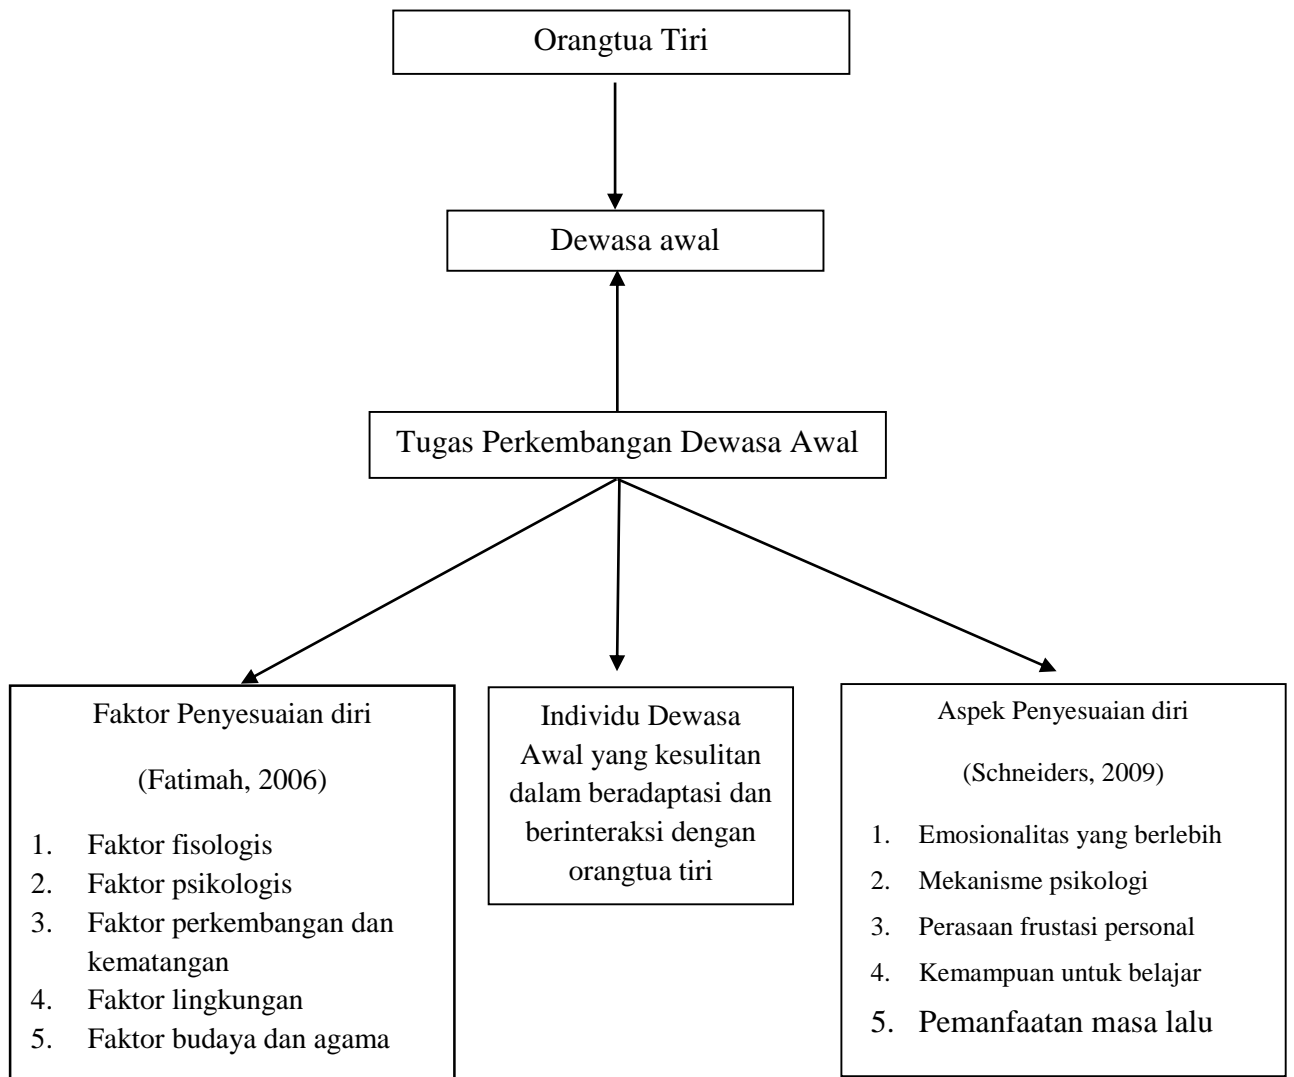 Orangtua Tiri
Dewasa awal
Tugas Perkembangan Dewasa Awal
Faktor Penyesuaian diri
(Fatimah, 2006)
1. Faktor fisologis
2. Faktor psikologis
3. Faktor perkembangan dan
kematangan
4. Faktor lingkungan
5. Faktor budaya dan agama
Individu Dewasa
Awal yang kesulitan
dalam beradaptasi dan
berinteraksi dengan
orangtua tiri
Aspek Penyesuaian diri
(Schneiders, 2009)
1. Emosionalitas yang berlebih
2. Mekanisme psikologi
3. Perasaan frustasi personal
4. Kemampuan untuk belajar
5. Pemanfaatan masa lalu